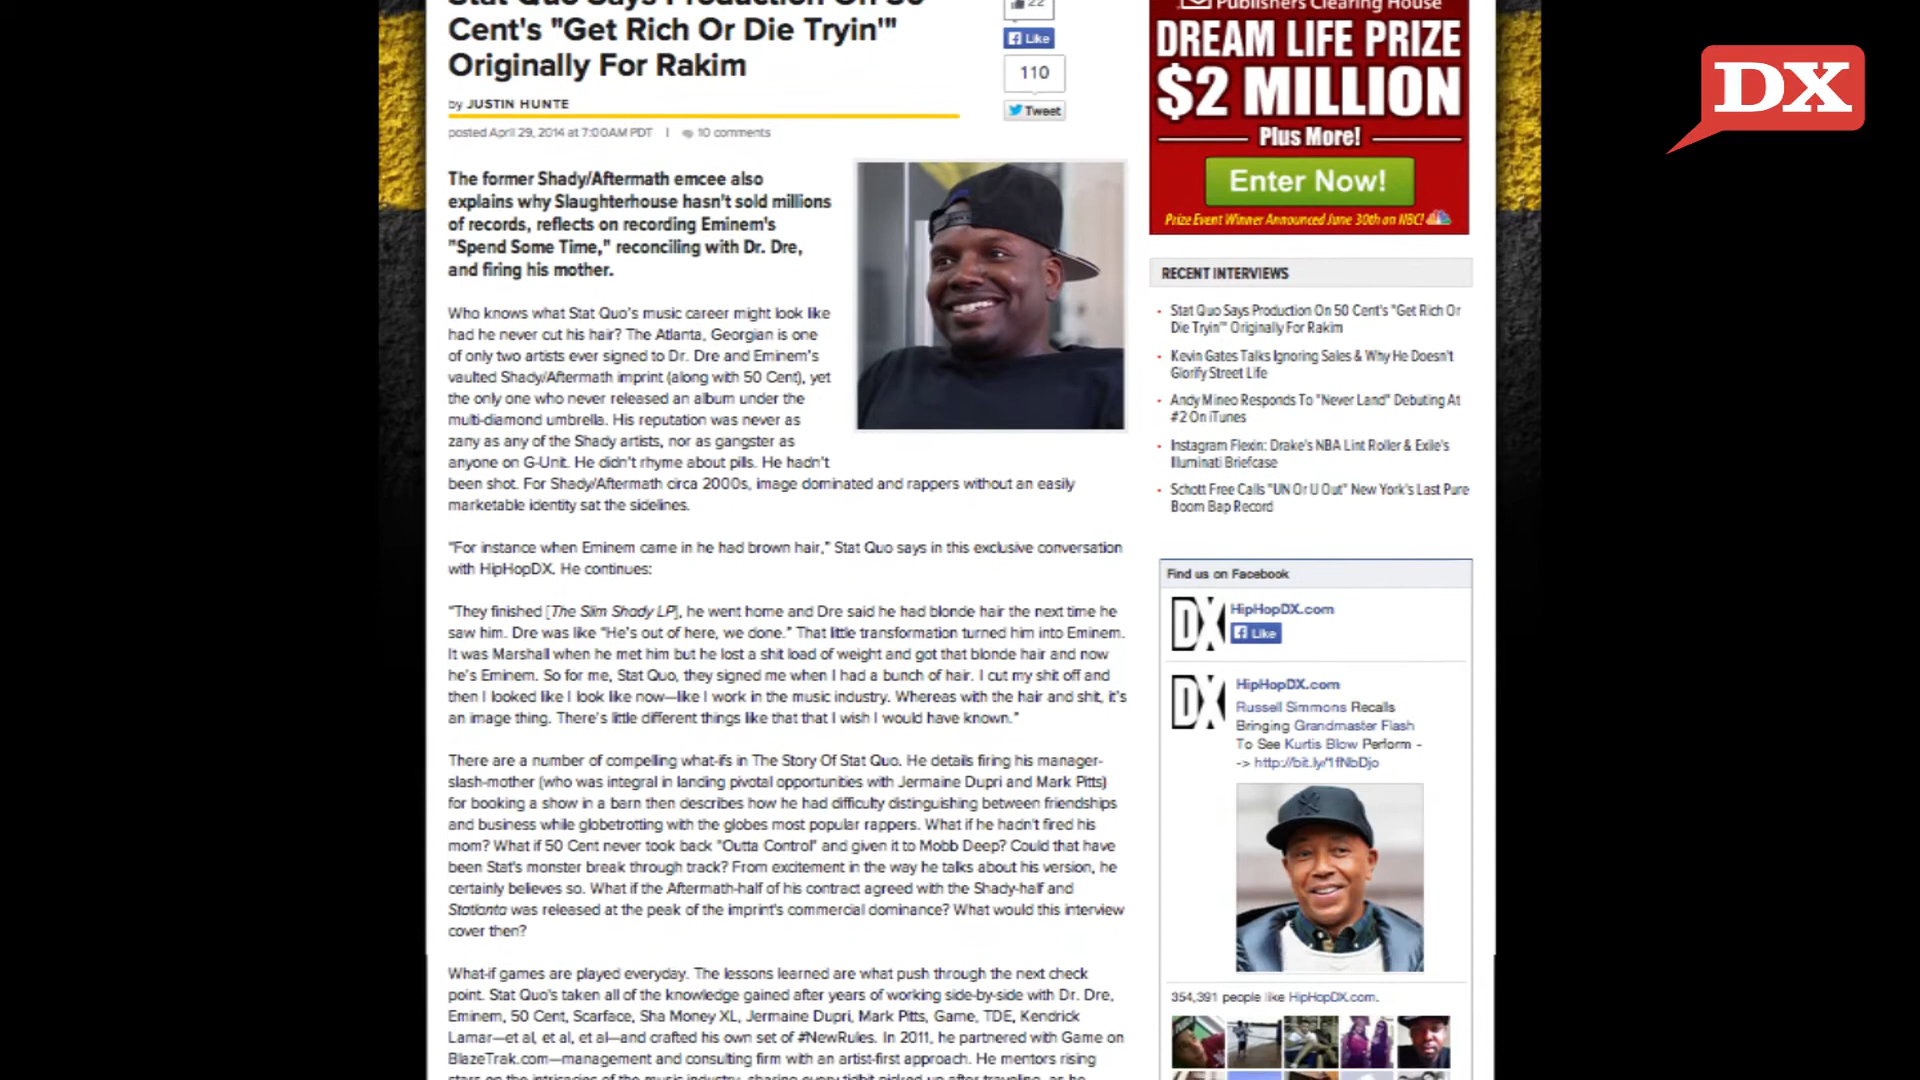 Stat Quo Says Production On 50
Cent's "Get Rich Or Die Tryin'"
Originally For Rakim
by JUSTIN HUNTE
posted April 29, 2014 at 7:00AM PDT | 10 comments
22
Like
110
Tweet
The former Shady/Aftermath emcee also
explains why Slaughterhouse hasn't sold millions
of records, reflects on recording Eminem's
"Spend Some Time," reconciling with Dr. Dre,
and firing his mother.
Who knows what Stat Quo's music career might look like
had he never cut his hair? The Atlanta, Georgian is one
of only two artists ever signed to Dr. Dre and Eminem's
vaulted Shady/Aftermath imprint (along with 50 Cent), yet
the only one who never released an album under the
multi-diamond umbrella. His reputation was never as
zany as any of the Shady artists, nor as gangster as
anyone on G-Unit. He didn't rhyme about pills. He hadn't
been shot. For Shady/Aftermath circa 2000s, image dominated and rappers without an easily
marketable identity sat the sidelines.
"For instance when Eminem came in he had brown hair," Stat Quo says in this exclusive conversation
with HipHopDX. He continues:
"They finished [The Slim Shady LP], he went home and Dre said he had blonde hair the next time he
saw him. Dre was like "He's out of here, we done." That little transformation turned him into Eminem.
It was Marshall when he met him but he lost a shit load of weight and got that blonde hair and now
he's Eminem. So for me, Stat Quo, they signed me when I had a bunch of hair. I cut my shit off and
then I looked like I look like now—like I work in the music industry. Whereas with the hair and shit, it's
an image thing. There's little different things like that that I wish I would have known."
There are a number of compelling what-ifs in The Story Of Stat Quo. He details firing his manager-
slash-mother (who was integral in landing pivotal opportunities with Jermaine Dupri and Mark Pitts)
for booking a show in a barn then describes how he had difficulty distinguishing between friendships
and business while globetrotting with the globes most popular rappers. What if he hadn't fired his
mom? What if 50 Cent never took back "Outta Control" and given it to Mobb Deep? Could that have
been Stat's monster break through track? From excitement in the way he talks about his version, he
certainly believes so. What if the Aftermath-half of his contract agreed with the Shady-half and
Statlanta was released at the peak of the imprint's commercial dominance? What would this interview
cover then?
What-if games are played everyday. The lessons learned are what push through the next check
point. Stat Quo's taken all of the knowledge gained after years of working side-by-side with Dr. Dre,
Eminem, 50 Cent, Scarface, Sha Money XL, Jermaine Dupri, Mark Pitts, Game, TDE, Kendrick
Lamar—et al, et al, et al—and crafted his own set of #NewRules. In 2011, he partnered with Game on
BlazeTrak.com—management and consulting firm with an artist-first approach. He mentors rising
stars on the intricacies of the music industry, sharing every tidbit picked up after traveling, as he
Publishers Clearing House
DREAM LIFE PRIZE
$2 MILLION
Plus More!
Enter Now!
Prize Event Winner Announced June 30th on NBC!
RECENT INTERVIEWS
Stat Quo Says Production On 50 Cent's "Get Rich Or
Die Tryin'" Originally For Rakim
Kevin Gates Talks Ignoring Sales & Why He Doesn't
Glorify Street Life
Andy Mineo Responds To "Never Land" Debuting At
#2 On iTunes
Instagram Flexin: Drake's NBA Lint Roller & Exile's
Illuminati Briefcase
Schott Free Calls "UN Or U Out" New York's Last Pure
Boom Bap Record
Find us on Facebook
DX
HipHopDX.com
Like
DX
HipHopDX.com
Russell Simmons Recalls
Bringing Grandmaster Flash
To See Kurtis Blow Perform -
-> http://bit.ly/1fNbDjo
354,391 people like HipHopDX.com.
DX